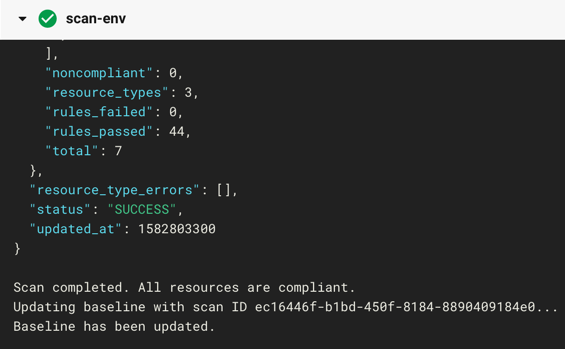 scan-env
],
"noncompliant": 0,
"resource_types": 3,
"rules_failed": 0,
"rules_passed": 44,
"total": 7
},
"resource_type_errors": [],
"status": "SUCCESS",
"updated_at": 1582803300
}
Scan completed. All resources are compliant.
Updating baseline with scan ID ec16446f-b1bd-450f-8184-8890409184e0...
Baseline has been updated.